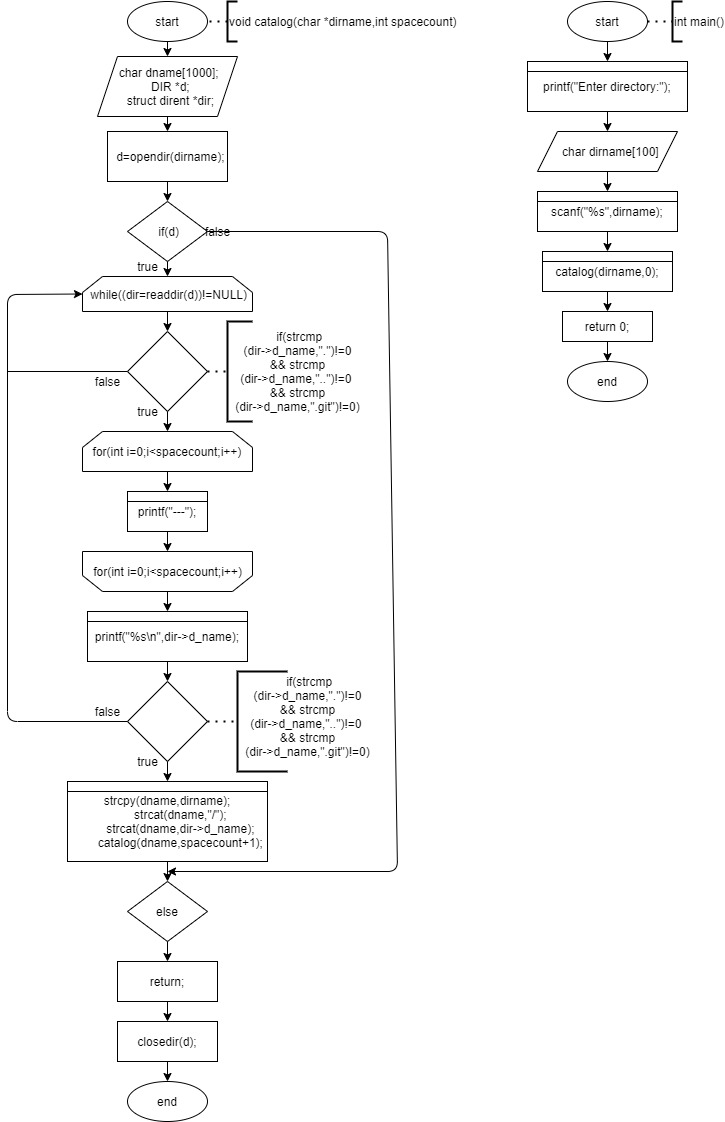 start
void catalog(char *dirname,int spacecount)
char dname[1000];
DIR *d;
struct dirent *dir;
d=opendir(dirname);
if(d)
false
true
while((dir=readdir(d))!=NULL)
if(strcmp
(dir->d_name,".")!=0
&& strcmp
(dir->d_name,"..")!=0
&& strcmp
(dir->d_name,".git")!=0)
false
true
for(int i=0;i<spacecount;i++)
printf("---");
for(int i=0;i<spacecount;i++)
printf("%s\n",dir->d_name);
if(strcmp
(dir->d_name,".")!=0
&& strcmp
(dir->d_name,"..")!=0
&& strcmp
(dir->d_name,".git")!=0)
false
true
strcpy(dname,dirname);
strcat(dname,"/");
strcat(dname,dir->d_name);
catalog(dname,spacecount+1);
else
return;
closedir(d);
end
start
int main()
printf("Enter directory:");
char dirname[100]
scanf("%s",dirname);
catalog(dirname,0);
return 0;
end